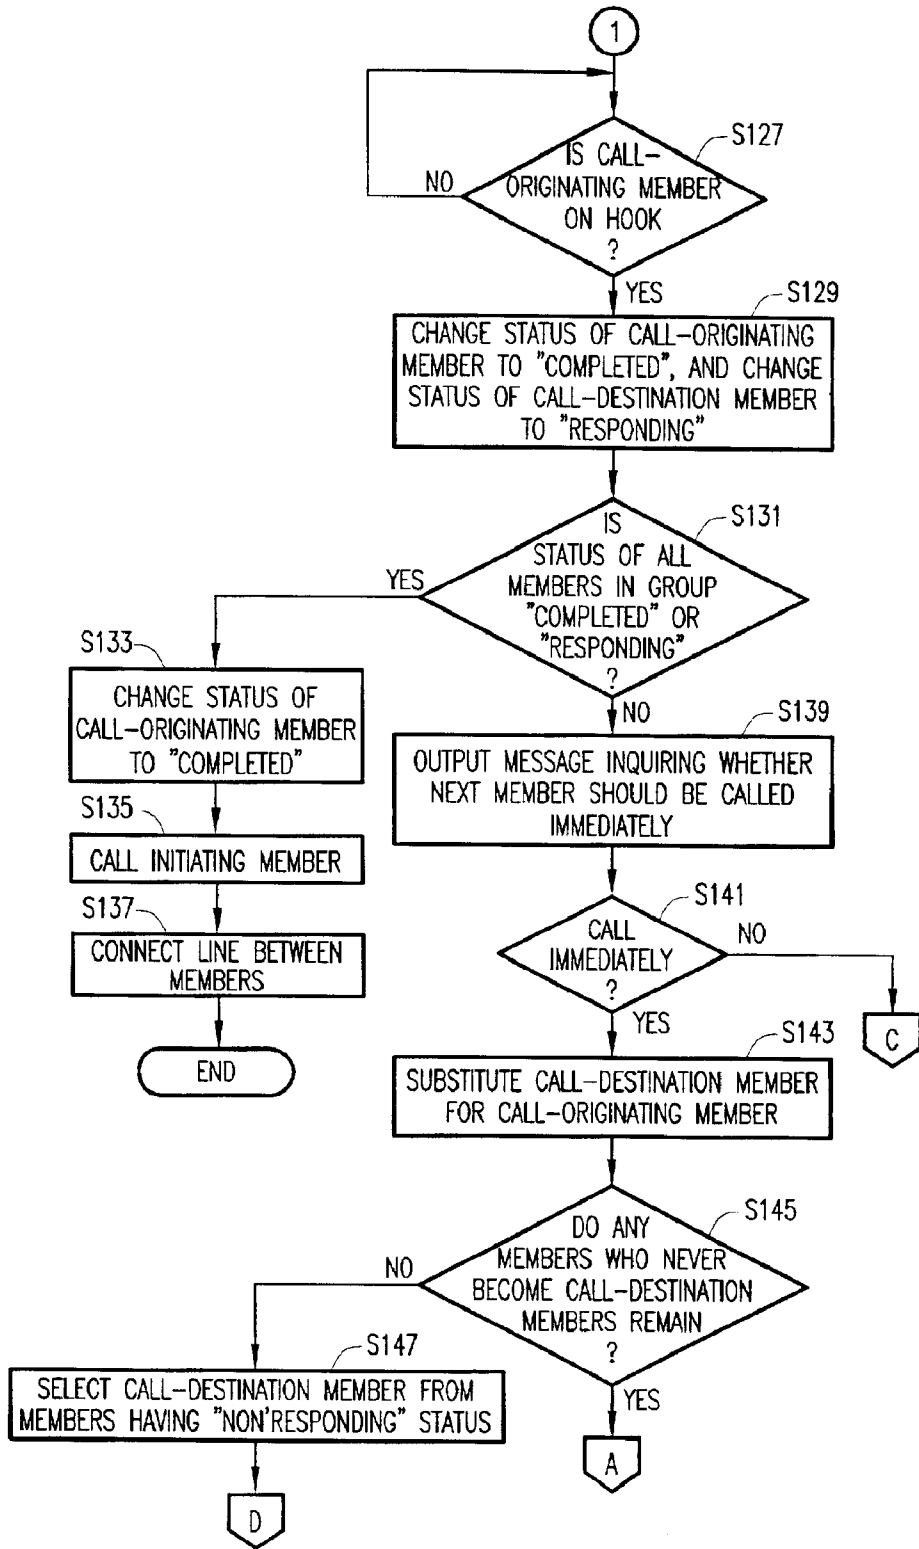 1
S127
IS CALL-
ORIGINATING MEMBER
ON HOOK
?
NO
YES
S129
CHANGE STATUS OF CALL-ORIGINATING
MEMBER TO "COMPLETED", AND CHANGE
STATUS OF CALL-DESTINATION MEMBER
TO "RESPONDING"
S131
IS
STATUS OF ALL
MEMBERS IN GROUP
"COMPLETED" OR
"RESPONDING"
?
YES
NO
S133
CHANGE STATUS OF
CALL-ORIGINATING MEMBER
TO "COMPLETED"
S135
CALL INITIATING MEMBER
S137
CONNECT LINE BETWEEN
MEMBERS
END
S139
OUTPUT MESSAGE INQUIRING WHETHER
NEXT MEMBER SHOULD BE CALLED
IMMEDIATELY
S141
CALL
IMMEDIATELY
?
NO
C
YES
S143
SUBSTITUTE CALL-DESTINATION MEMBER
FOR CALL-ORIGINATING MEMBER
S145
DO ANY
MEMBERS WHO NEVER
BECOME CALL-DESTINATION
MEMBERS REMAIN
?
NO
YES
S147
SELECT CALL-DESTINATION MEMBER FROM
MEMBERS HAVING "NON'RESPONDING" STATUS
A
D